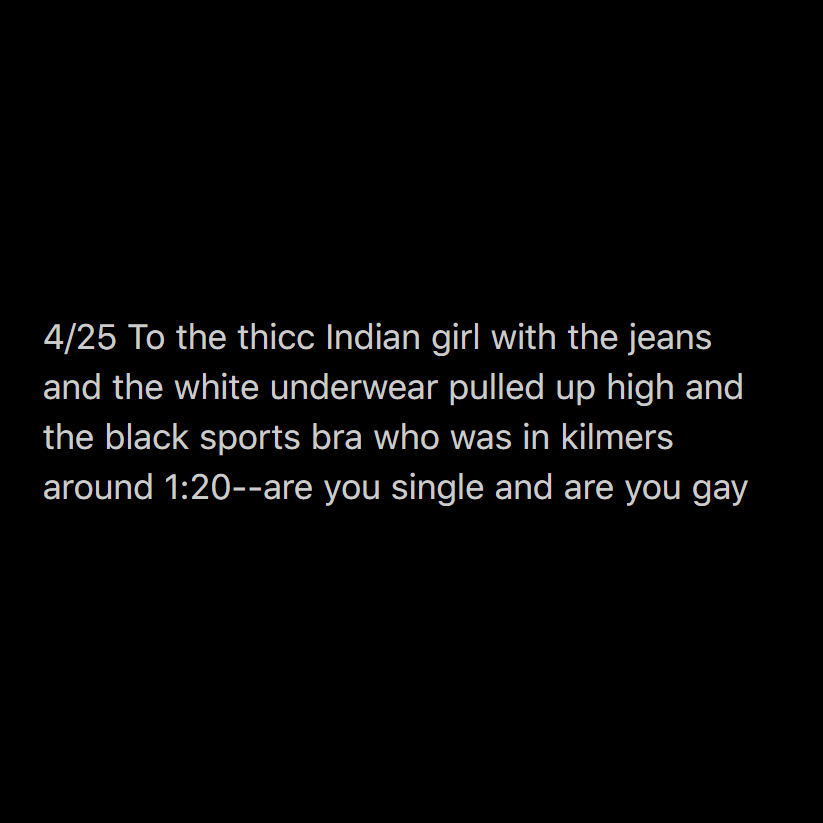 4/25 To the thicc Indian girl with the jeans
and the white underwear pulled up high and
the black sports bra who was in kilmers
around 1:20--are you single and are you gay